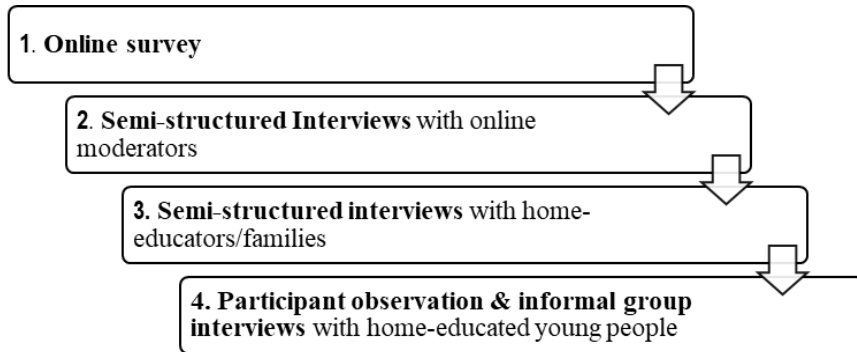 1. Online survey
2. Semi-structured Interviews with online
moderators
3. Semi-structured interviews with home-
educators/families
4. Participant observation & informal group
interviews with home-educated young people